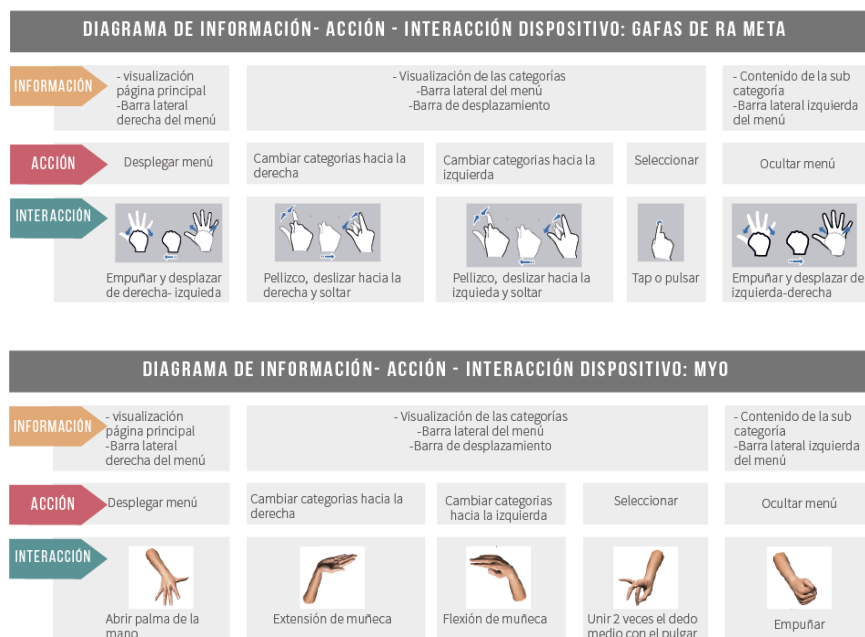 DIAGRAMA DE INFORMACIÓN- ACCIÓN - INTERACCIÓN DISPOSITIVO: GAFAS DE RA META
INFORMACIÓN
- visualización
página principal
-Barra lateral
derecha del menú
- Visualización de las categorías
-Barra lateral del menú
-Barra de desplazamiento
- Contenido de la sub
categoría
-Barra lateral izquierda
del menú
ACCIÓN
Desplegar menú
Cambiar categorias hacia la
derecha
Cambiar categorías hacia la
izquierda
Seleccionar
Ocultar menú
INTERACCIÓN
Empuñar y desplazar
de derecha- izquieda
Pellizco, deslizar hacia la
derecha y soltar
Pellizco, deslizar hacia la
izquieda y soltar
Tap o pulsar
Empuñar y desplazar de
izquierda-derecha
DIAGRAMA DE INFORMACIÓN- ACCIÓN - INTERACCIÓN DISPOSITIVO: MYO
INFORMACIÓN
- visualización
página principal
-Barra lateral
derecha del menú
- Visualización de las categorías
-Barra lateral del menú
-Barra de desplazamiento
- Contenido de la sub
categoría
-Barra lateral izquierda
del menú
ACCIÓN
Desplegar menú
Cambiar categorías hacia la
derecha
Cambiar categorías
hacia la izquierda
Seleccionar
Ocultar menú
INTERACCIÓN
Abrir palma de la
mano
Extensión de muñeca
Flexión de muñeca
Unir 2 veces el dedo
medio con el pulgar
Empuñar